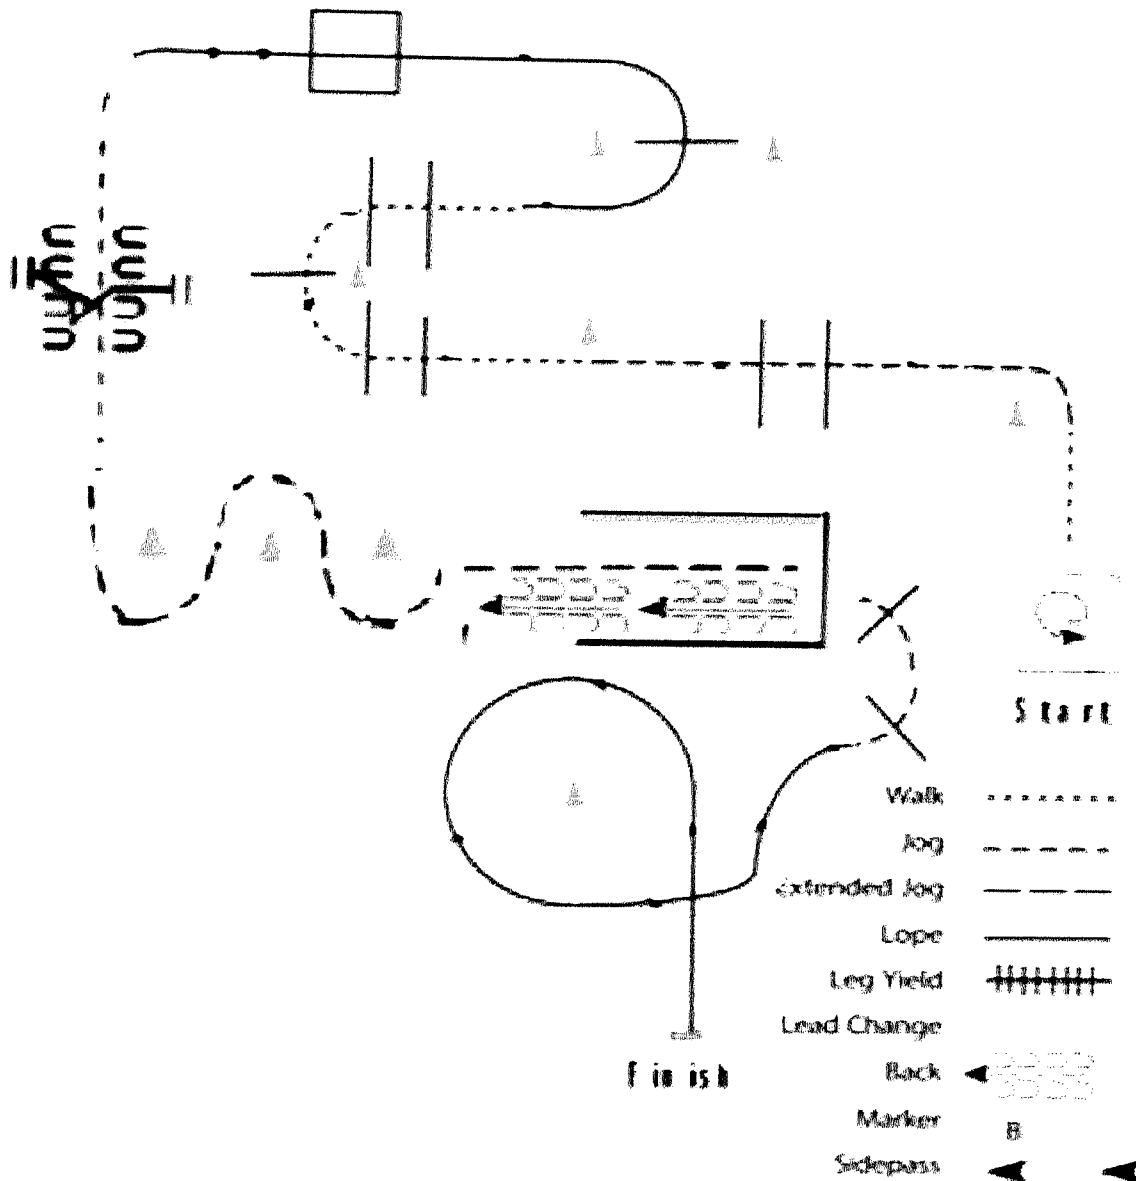 Start
Walk
Jog
Extended Jog
Lope
Leg Yield
Lead Change
Finish
Back
Marker B
Sidepass